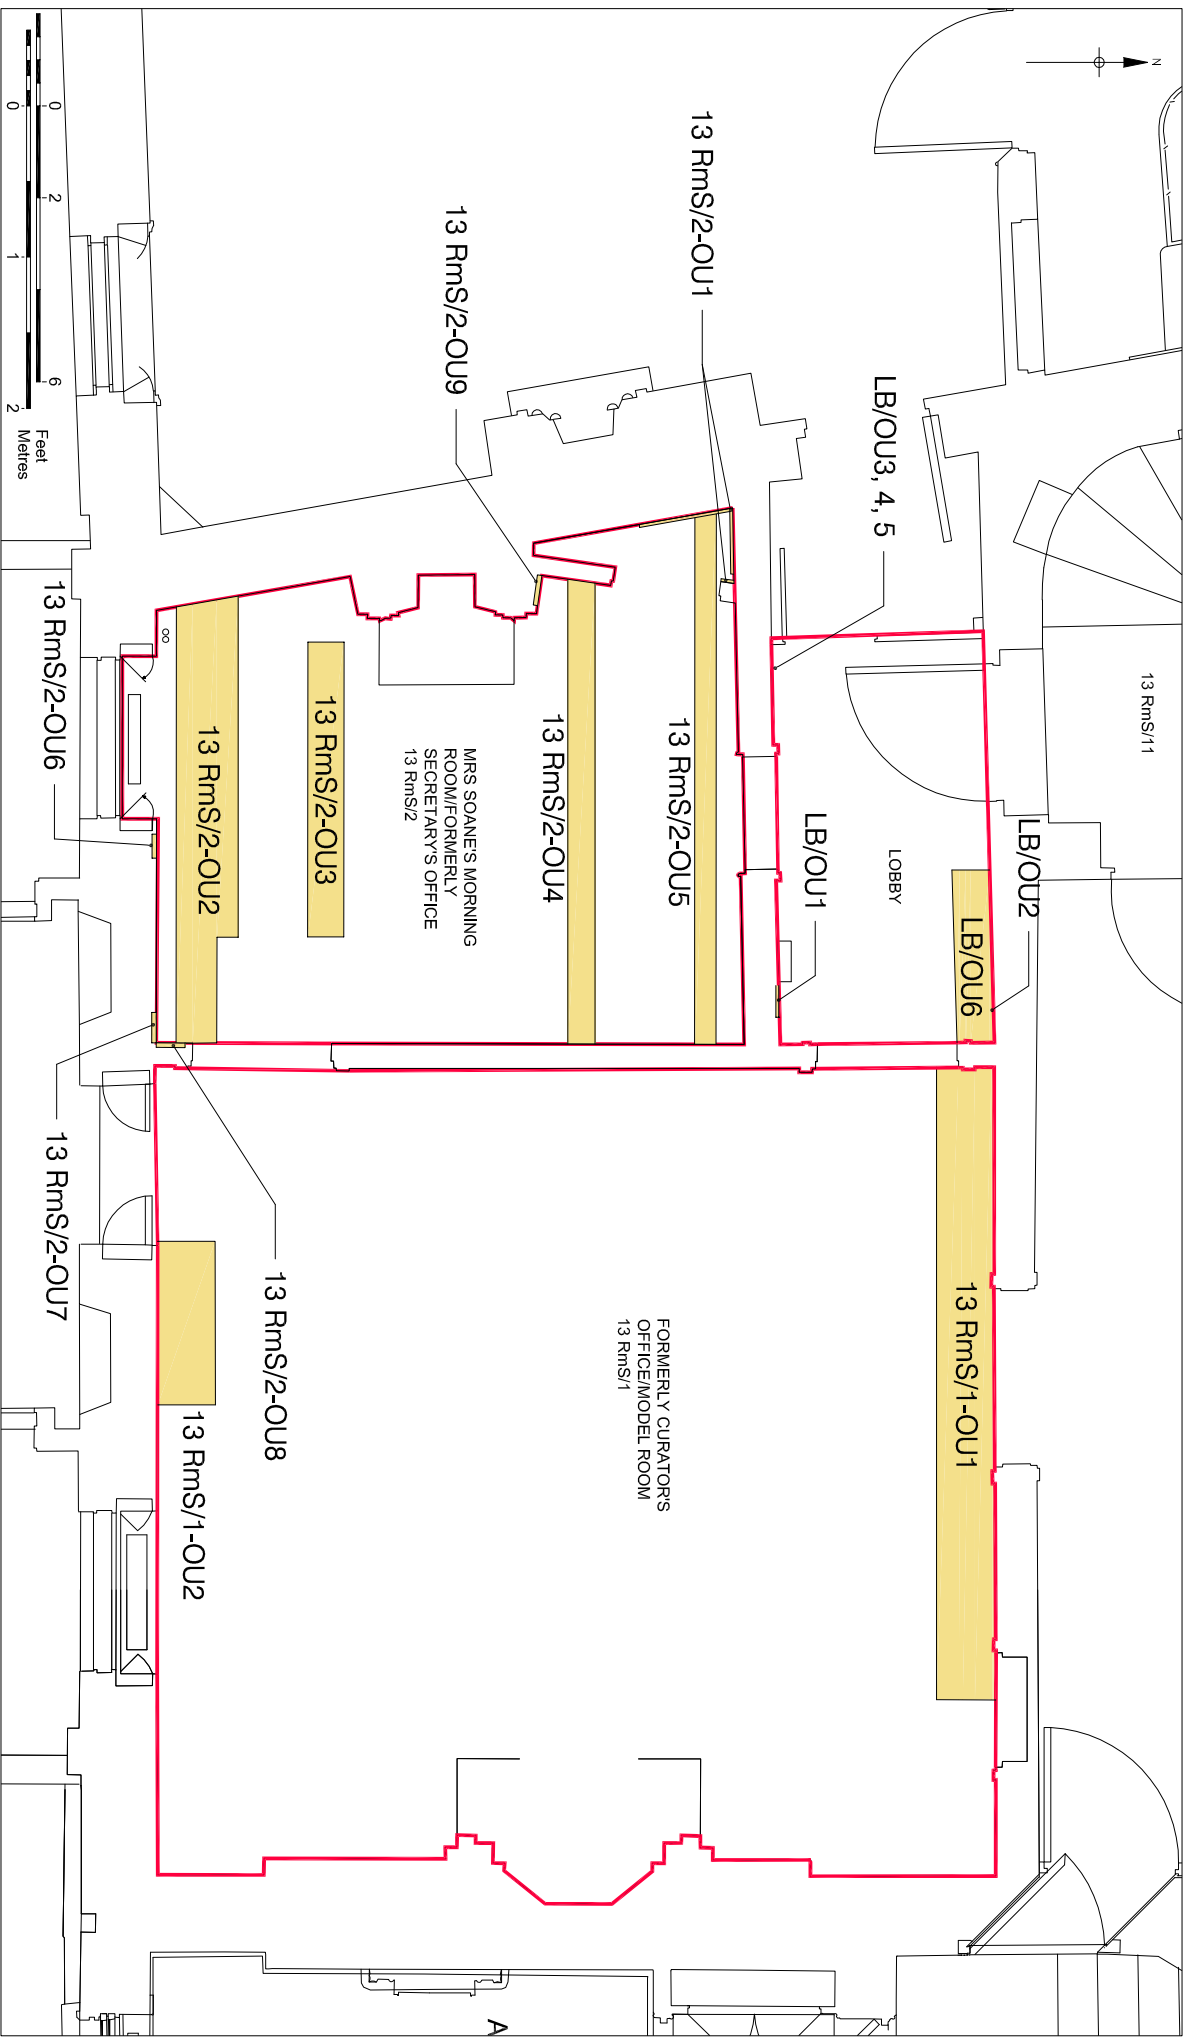 N
13 RmS/11
13 RmS/2-OU1
LB/OU3, 4, 5
LB/OU2
LB/OU6
LOBBY
LB/OU1
13 RmS/1-OU1
13 RmS/2-OU9
13 RmS/2-OU5
13 RmS/2-OU4
MRS SOANE'S MORNING
ROOM/FORMERLY
SECRETARY'S OFFICE
13 RmS/2
13 RmS/2-OU3
13 RmS/2-OU2
FORMERLY CURATOR'S
OFFICE/MODEL ROOM
13 RmS/1
13 RmS/2-OU8
13 RmS/1-OU2
13 RmS/2-OU6
13 RmS/2-OU7
A
0 2 6 Feet
0 1 2 Metres